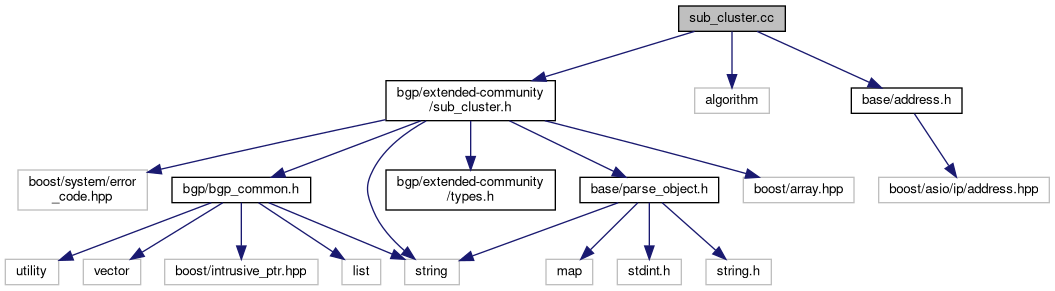 sub_cluster.cc
bgp/extended-community
/sub_cluster.h
algorithm
base/address.h
boost/system/error
_code.hpp
bgp/bgp_common.h
bgp/extended-community
/types.h
base/parse_object.h
boost/array.hpp
boost/asio/ip/address.hpp
utility
vector
boost/intrusive_ptr.hpp
list
string
map
stdint.h
string.h